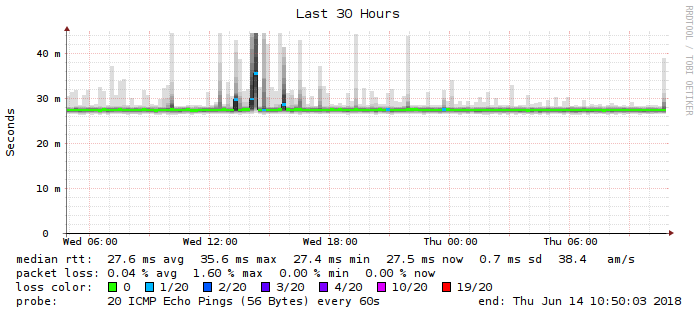 Last 30 Hours
RRDTOOL / TOBI OETIKER
Seconds
40 m
30 m
20 m
10 m
0
Wed 06:00 Wed 12:00 Wed 18:00 Thu 00:00 Thu 06:00
median rtt: 27.6 ms avg 35.6 ms max 27.4 ms min 27.5 ms now 0.7 ms sd 38.4 am/s
packet loss: 0.04 % avg 1.60 % max 0.00 % min 0.00 % now
loss color: 0 1/20 2/20 3/20 4/20 10/20 19/20
probe: 20 ICMP Echo Pings (56 Bytes) every 60s end: Thu Jun 14 10:50:03 2018